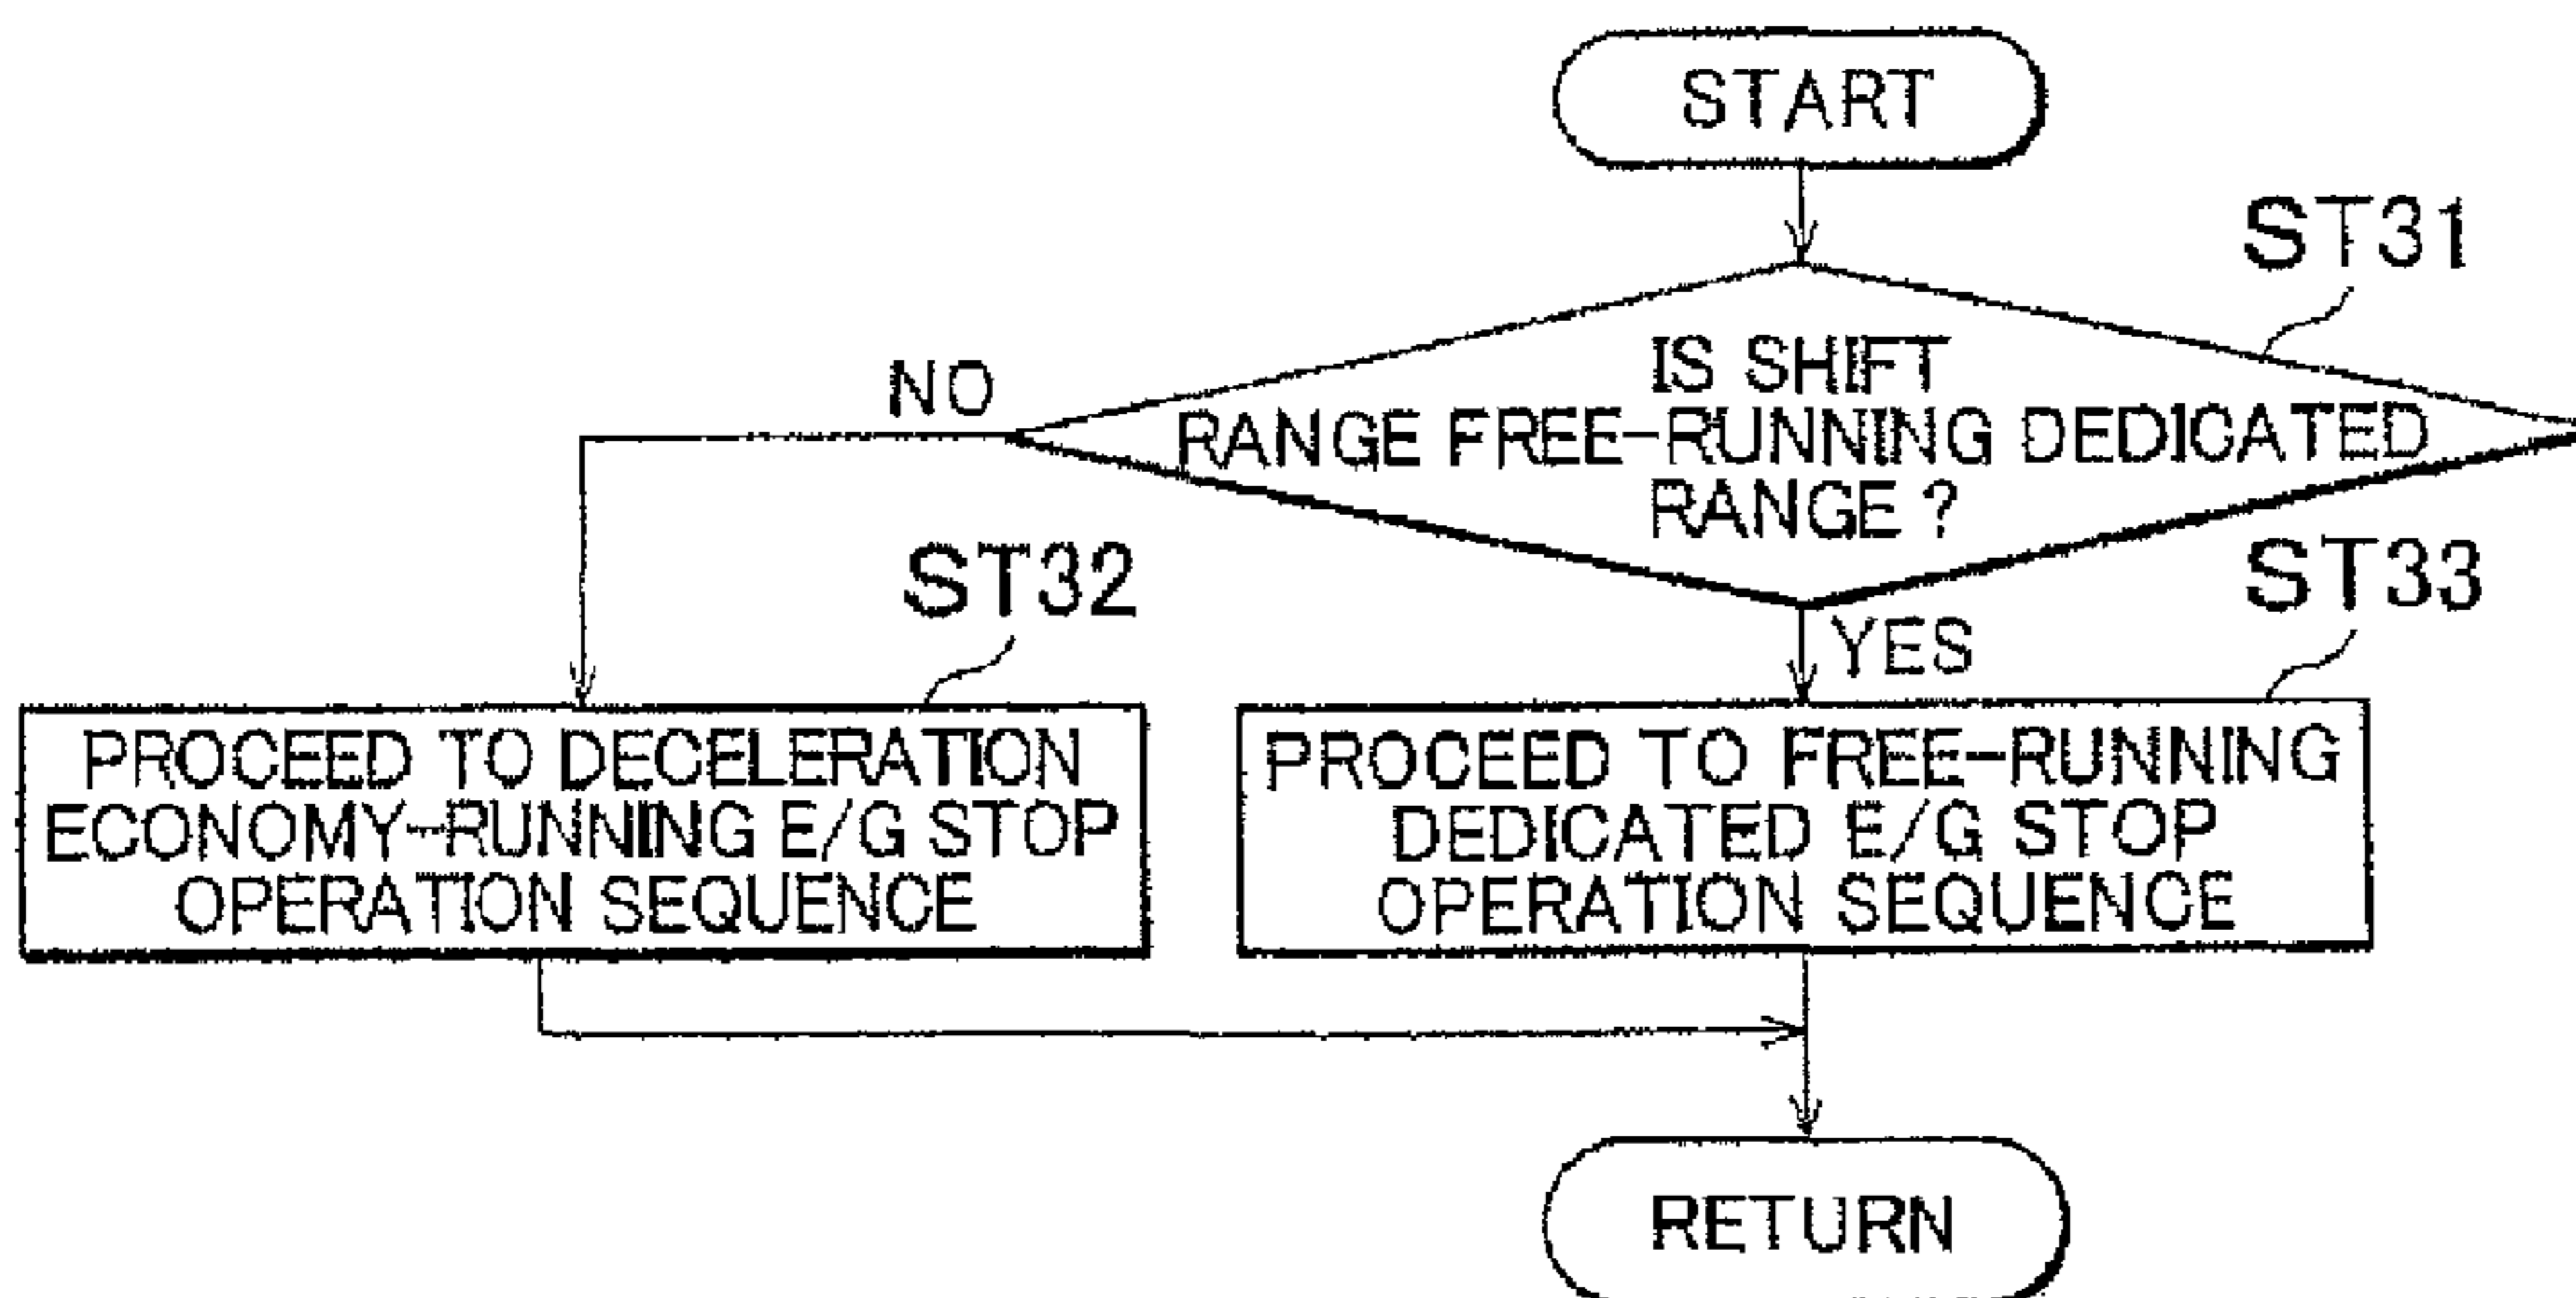 START
ST31
IS SHIFT
RANGE FREE-RUNNING DEDICATED
RANGE ?
NO
YES
ST32
PROCEED TO DECELERATION
ECONOMY-RUNNING E/G STOP
OPERATION SEQUENCE
ST33
PROCEED TO FREE-RUNNING
DEDICATED E/G STOP
OPERATION SEQUENCE
RETURN